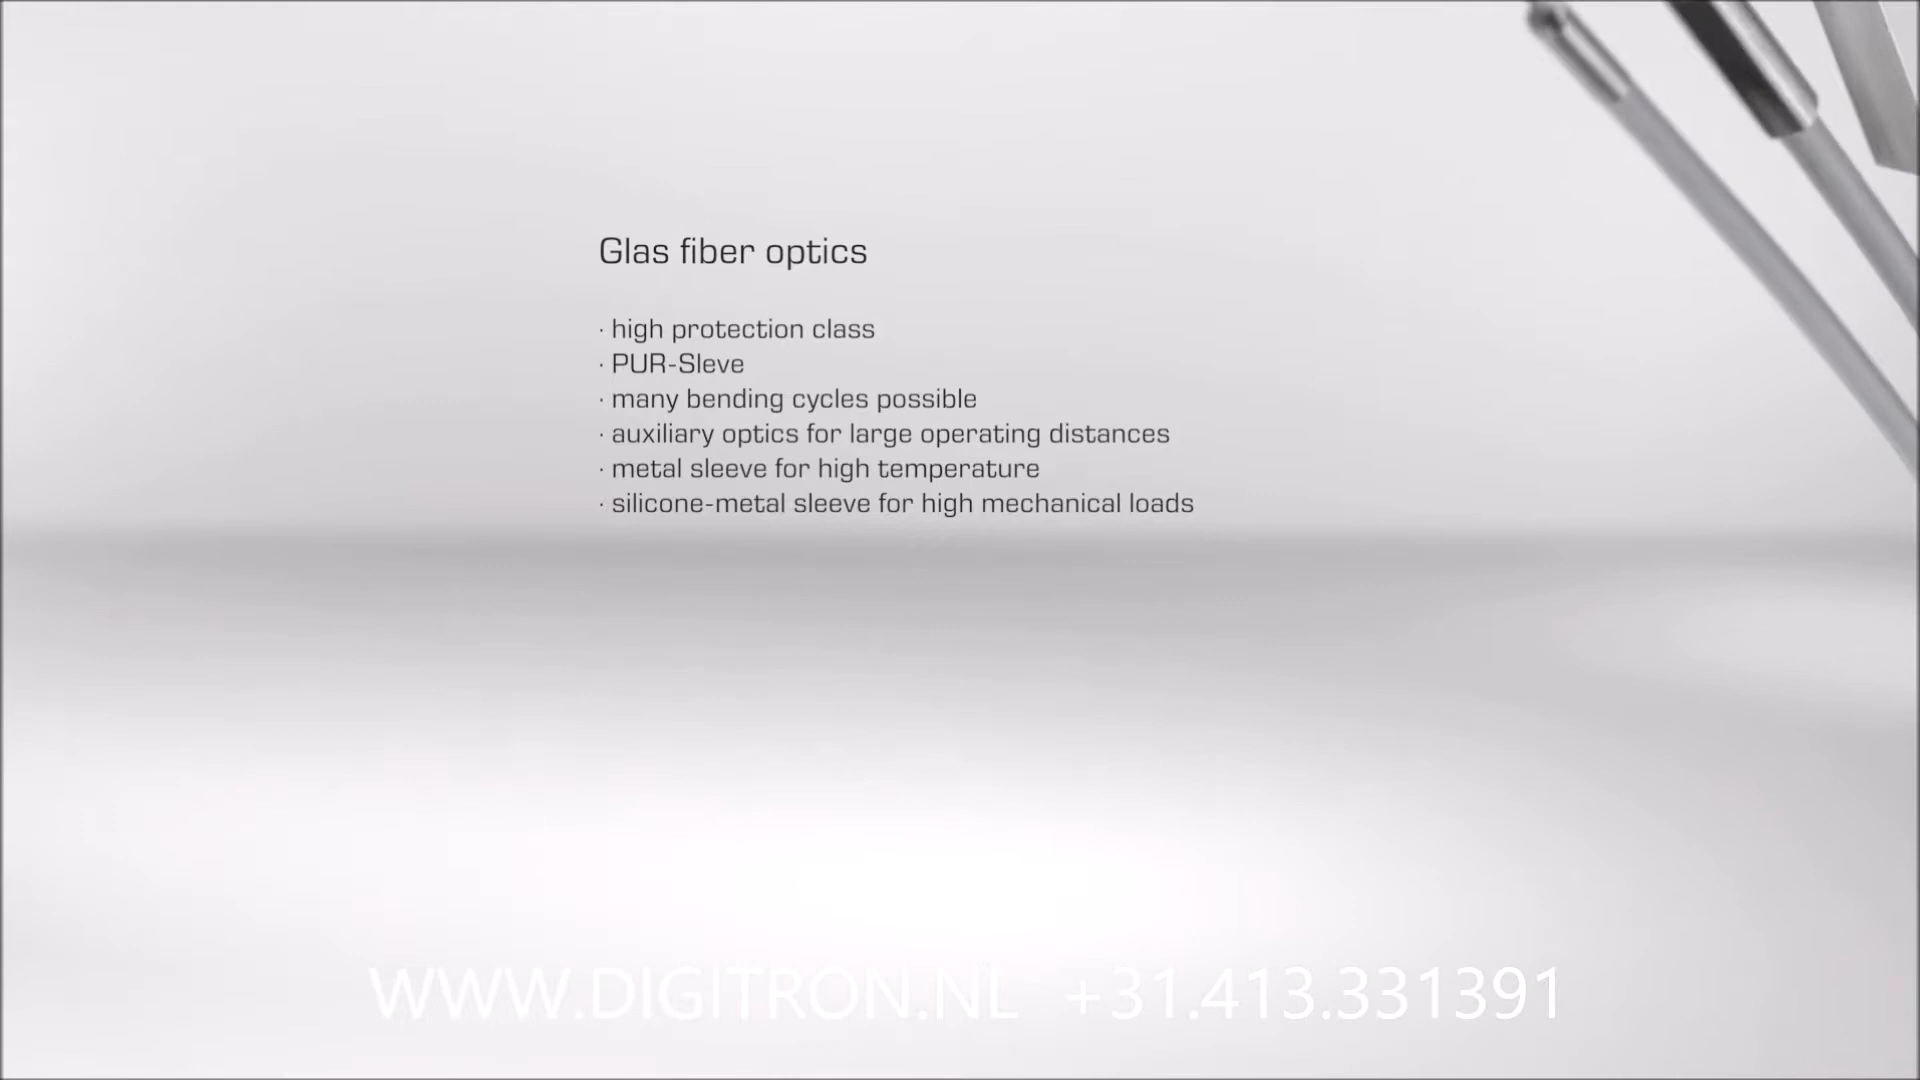 Glas fiber optics
· high protection class
· PUR-Sleve
· many bending cycles possible
· auxiliary optics for large operating distances
· metal sleeve for high temperature
· silicone-metal sleeve for high mechanical loads
WWW.DIGITRON.NL +31.413.331391